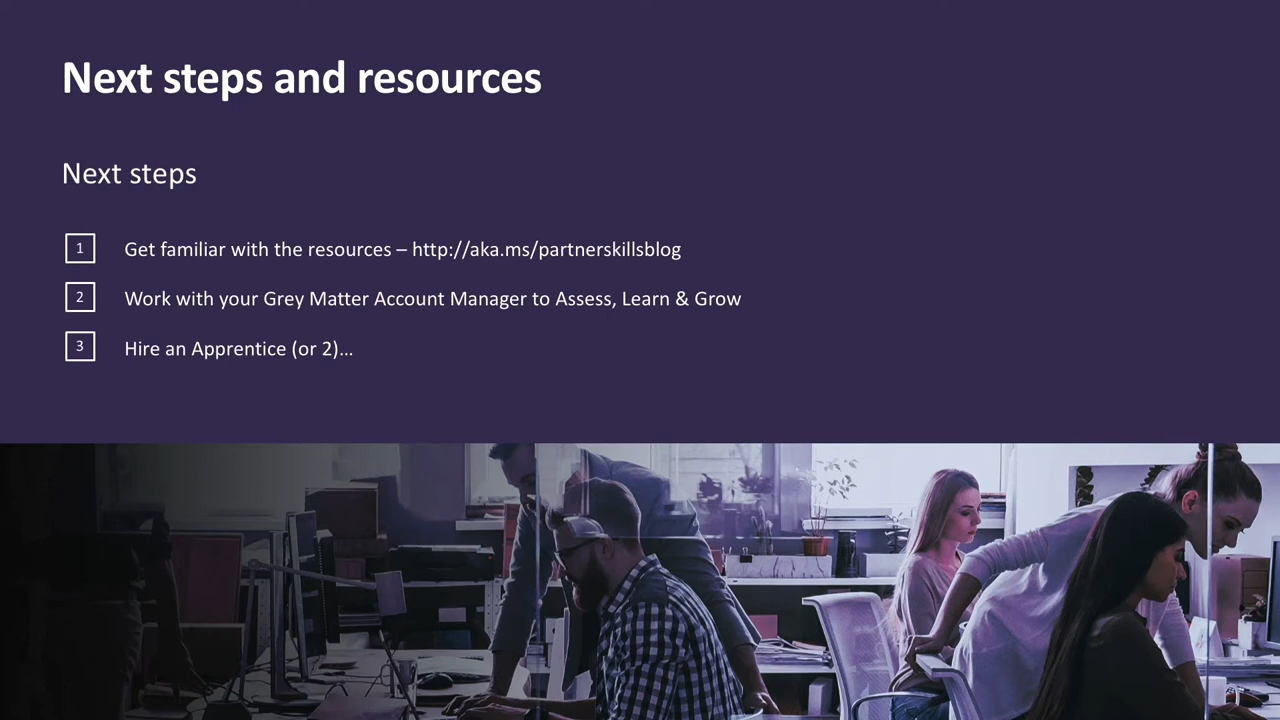 Next steps and resources
Next steps
1 Get familiar with the resources – http://aka.ms/partnerskillsblog
2 Work with your Grey Matter Account Manager to Assess, Learn & Grow
3 Hire an Apprentice (or 2)...